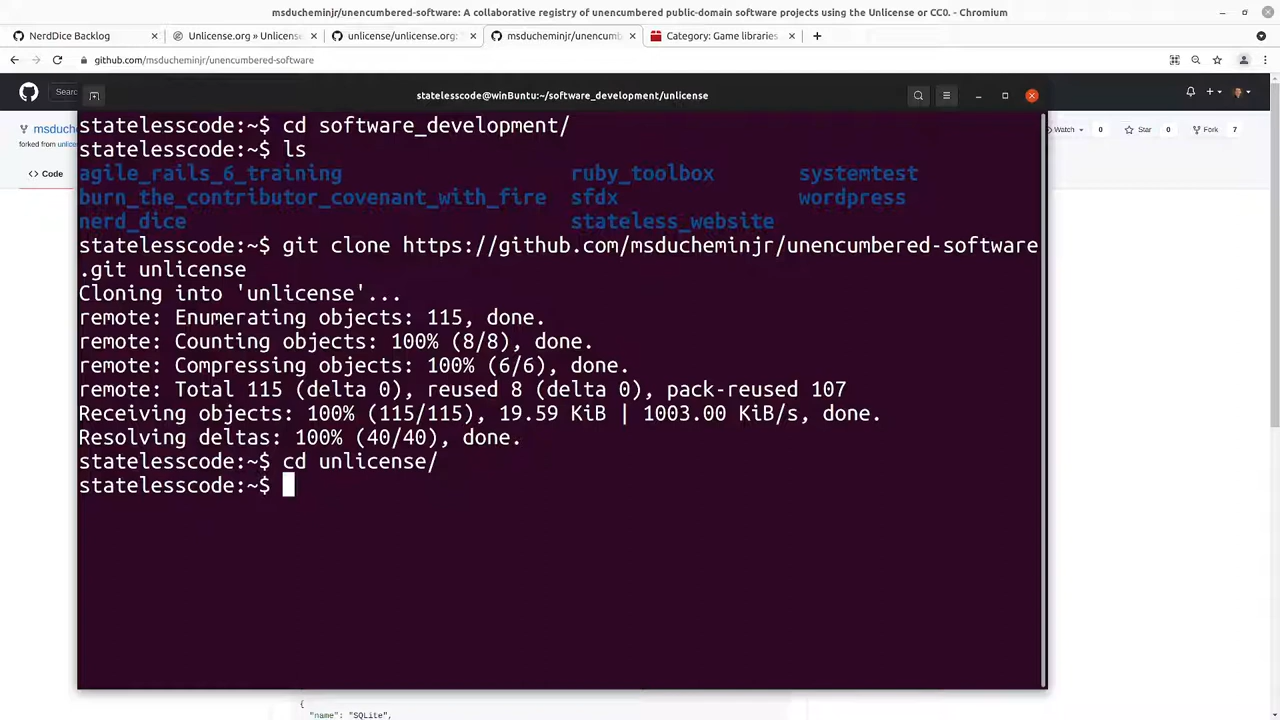 msducheminjr/unencumbered-software: A collaborative registry of unencumbered public-domain software projects using the Unlicense or CC0. - Chromium
NerdDice Backlog
Unlicense.org » Unlicense
unlicense/unlicense.org:
msducheminjr/unencumb
Category: Game libraries
github.com/msducheminjr/unencumbered-software
Searc
statelesscode@winBuntu:~/software_development/unlicense
msduc
forked from unlic
Watch 0
Star 0
Fork 7
<> Code
statelesscode:~$ cd software_development/
statelesscode:~$ ls
agile_rails_6_training ruby_toolbox systemtest
burn_the_contributor_covenant_with_fire sfdx wordpress
nerd_dice stateless_website
statelesscode:~$ git clone https://github.com/msducheminjr/unencumbered-software
.git unlicense
Cloning into 'unlicense'...
remote: Enumerating objects: 115, done.
remote: Counting objects: 100% (8/8), done.
remote: Compressing objects: 100% (6/6), done.
remote: Total 115 (delta 0), reused 8 (delta 0), pack-reused 107
Receiving objects: 100% (115/115), 19.59 KiB | 1003.00 KiB/s, done.
Resolving deltas: 100% (40/40), done.
statelesscode:~$ cd unlicense/
statelesscode:~$
{
"name": "SQLite",